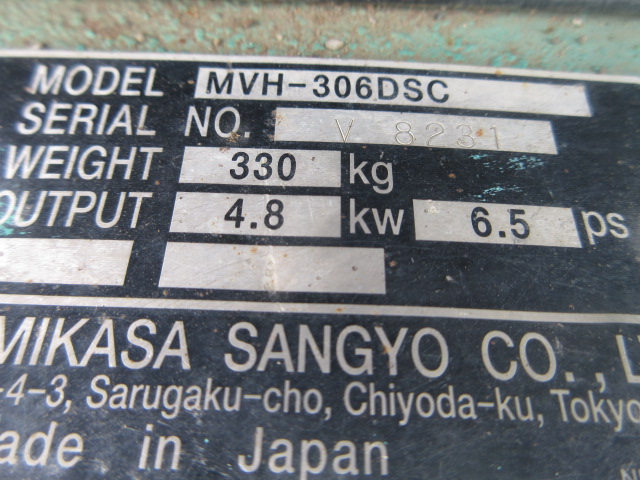 MODEL MVH-306DSC
SERIAL NO. V 8231
WEIGHT 330 kg
OUTPUT 4.8 kw 6.5 ps
MIKASA SANGYO CO., L
-4-3, Sarugaku-cho, Chiyoda-ku, Tokyo
ade in Japan